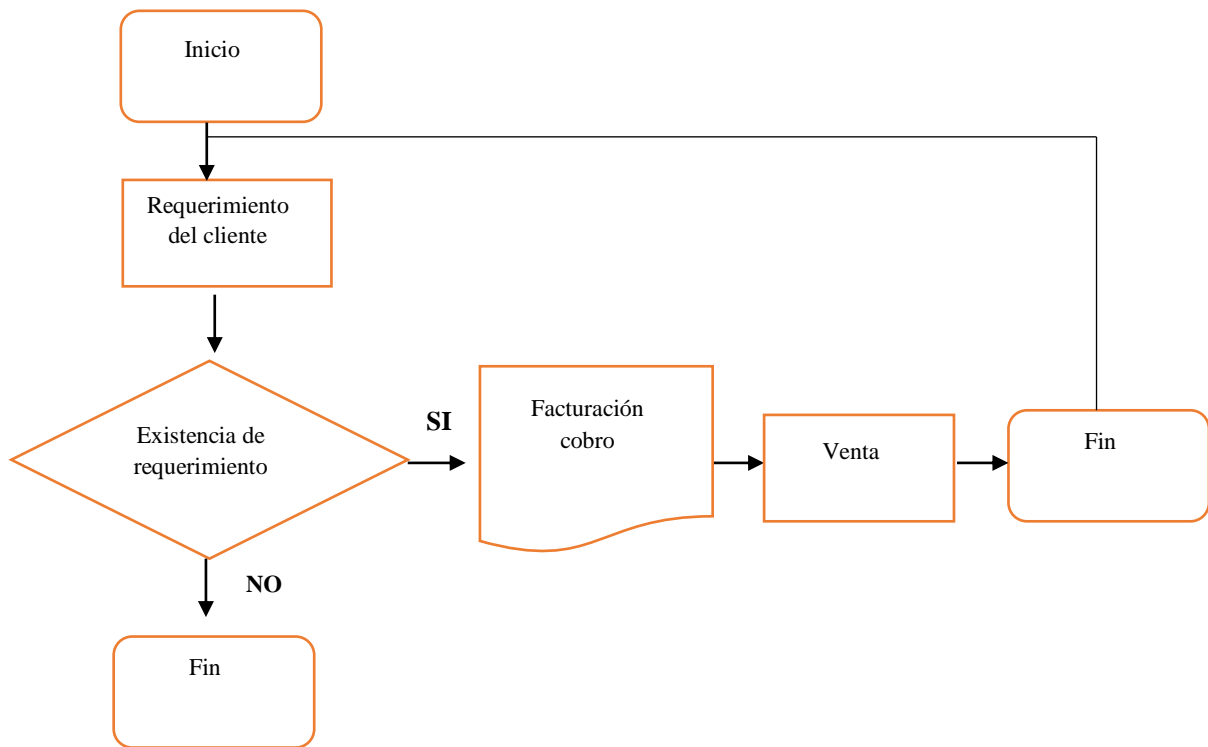 Inicio
Requerimiento
del cliente
Existencia de
requerimiento
SI
Facturación
cobro
Venta
Fin
NO
Fin